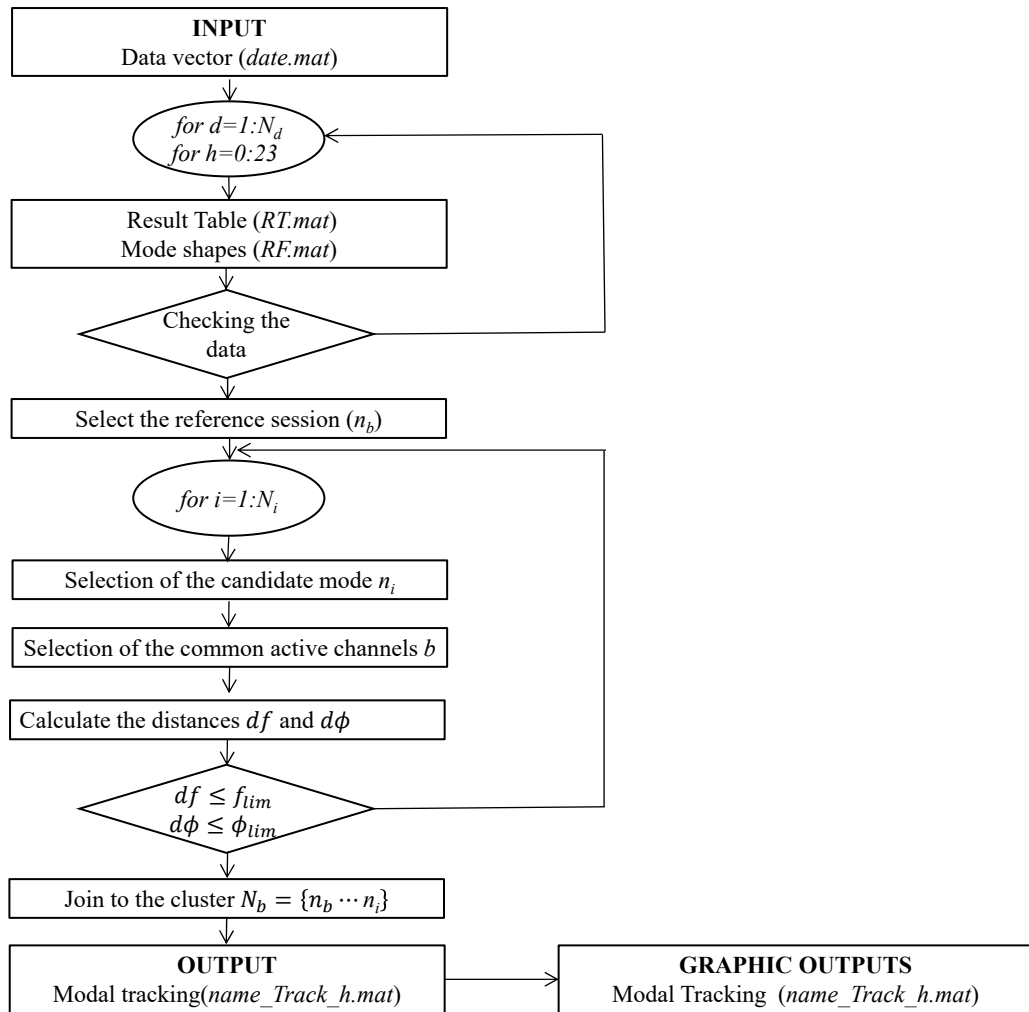 INPUT
Data vector (date.mat)
for d=1:N_d
for h=0:23
Result Table (RT.mat)
Mode shapes (RF.mat)
Checking the
data
Select the reference session (n_b)
for i=1:N_i
Selection of the candidate mode n_i
Selection of the common active channels b
Calculate the distances df and dϕ
df ≤ f_lim
dϕ ≤ ϕ_lim
Join to the cluster N_b = {n_b ⋯ n_i}
OUTPUT
Modal tracking(name_Track_h.mat)
GRAPHIC OUTPUTS
Modal Tracking (name_Track_h.mat)